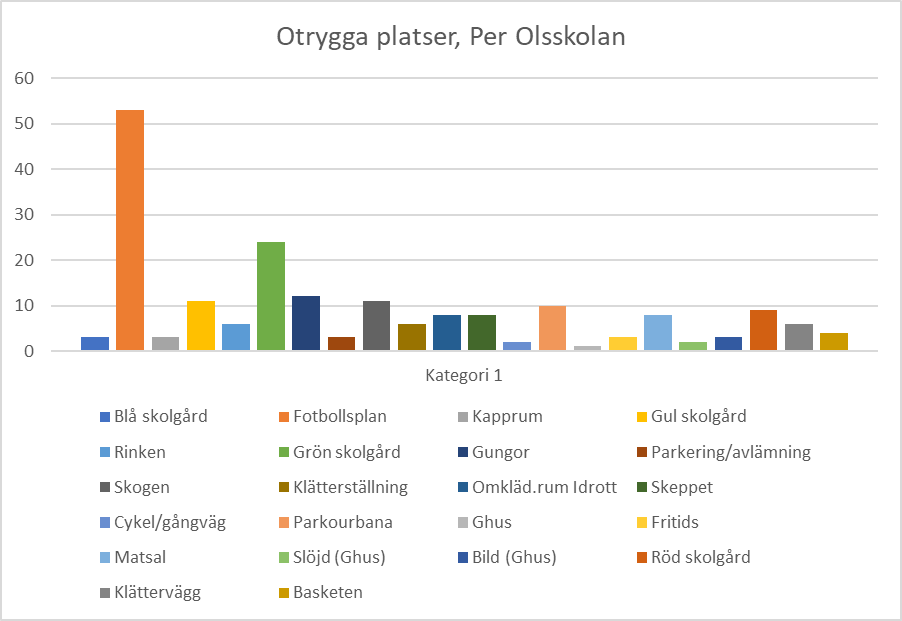 Otrygga platser, Per Olsskolan
60
50
40
30
20
10
0
Kategori 1
Blå skolgård Fotbollsplan Kapprum Gul skolgård
Rinken Grön skolgård Gungor Parkering/avlämning
Skogen Klätterställning Omkläd.rum Idrott Skeppet
Cykel/gångväg Parkourbana Ghus Fritids
Matsal Slöjd (Ghus) Bild (Ghus) Röd skolgård
Klättervägg Basketen